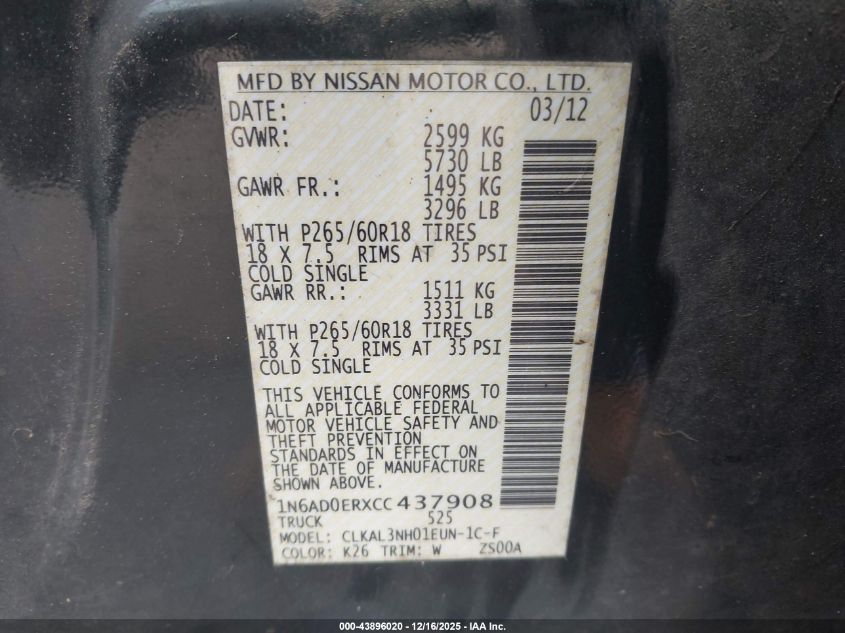 MFD BY NISSAN MOTOR CO., LTD.
DATE: 03/12
GVWR: 2599 KG
5730 LB
GAWR FR.: 1495 KG
3296 LB
WITH P265/60R18 TIRES
18 X 7.5 RIMS AT 35 PSI
COLD SINGLE
GAWR RR.: 1511 KG
3331 LB
WITH P265/60R18 TIRES
18 X 7.5 RIMS AT 35 PSI
COLD SINGLE
THIS VEHICLE CONFORMS TO
ALL APPLICABLE FEDERAL
MOTOR VEHICLE SAFETY AND
THEFT PREVENTION
STANDARDS IN EFFECT ON
THE DATE OF MANUFACTURE
SHOWN ABOVE.
1N6AD0ERXCC437908
TRUCK 525
MODEL: CLKAL3NH01EUN-1C-F
COLOR: K26 TRIM: W ZS00A
000-43896020 - 12/16/2025 - IAA Inc.